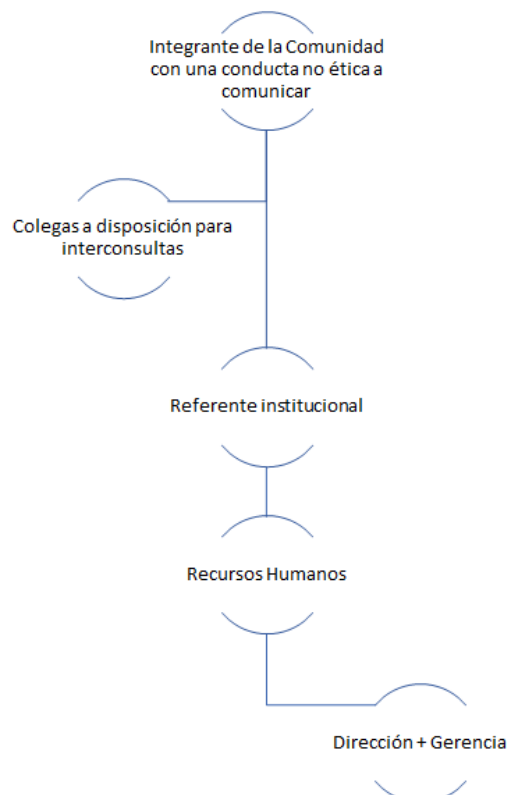 Integrante de la Comunidad
con una conducta no ética a
comunicar
Colegas a disposición para
interconsultas
Referente institucional
Recursos Humanos
Dirección + Gerencia